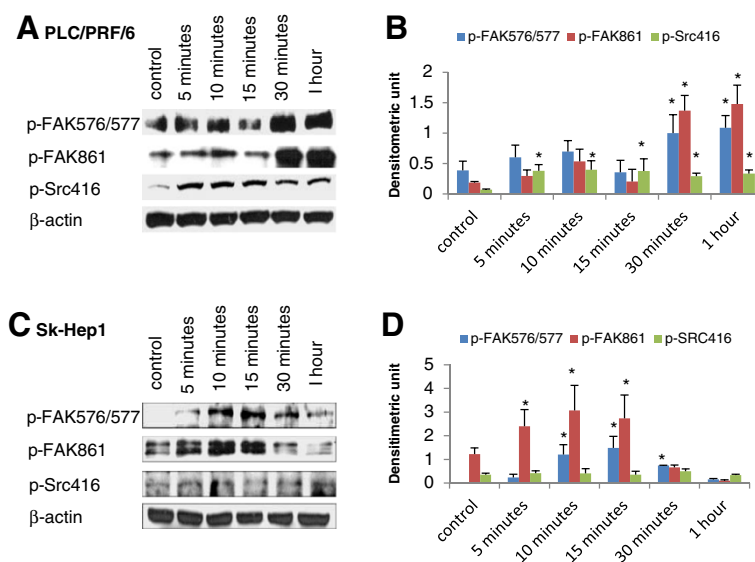 A PLC/PRF/6
control
5 minutes
10 minutes
15 minutes
30 minutes
I hour
p-FAK576/577
p-FAK861
p-Src416
β-actin
B
p-FAK576/577 p-FAK861 p-Src416
Densitometric unit
2
1.5
1
0.5
0
* * * * * * * * *
control
5 minutes
10 minutes
15 minutes
30 minutes
1 hour
C Sk-Hep1
control
5 minutes
10 minutes
15 minutes
30 minutes
I hour
p-FAK576/577
p-FAK861
p-Src416
β-actin
D
p-FAK576/577 p-FAK861 p-SRC416
Densitimetric unit
5
4
3
2
1
0
* * * * * *
control
5 minutes
10 minutes
15 minutes
30 minutes
1 hour